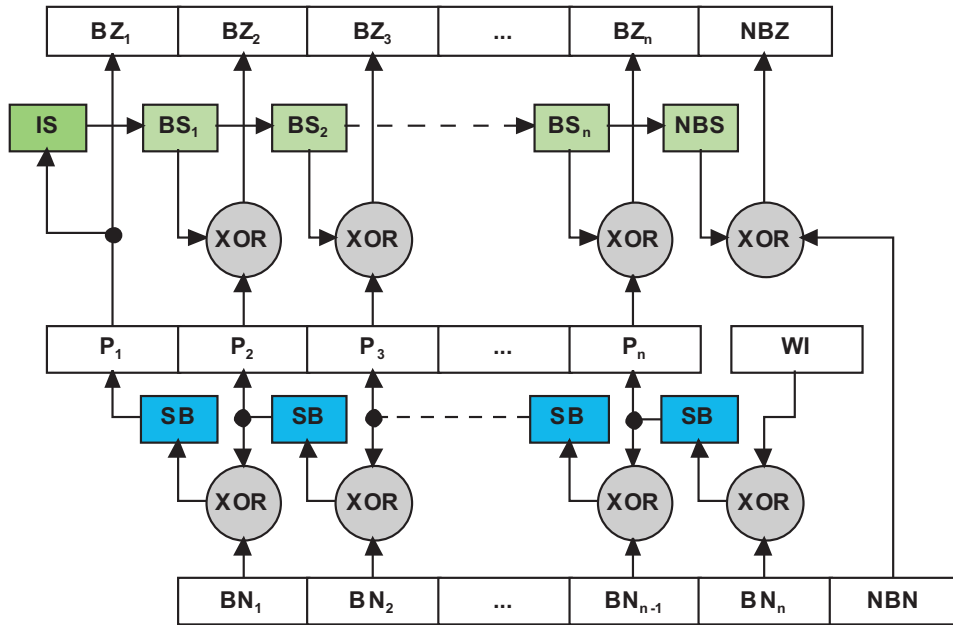 BZ₁ BZ₂ BZ₃ ... BZₙ NBZ
IS BS₁ BS₂ BSₙ NBS
XOR XOR XOR XOR
P₁ P₂ P₃ ... Pₙ WI
SB SB SB SB
XOR XOR XOR XOR
BN₁ BN₂ ... BNₙ₋₁ BNₙ NBN